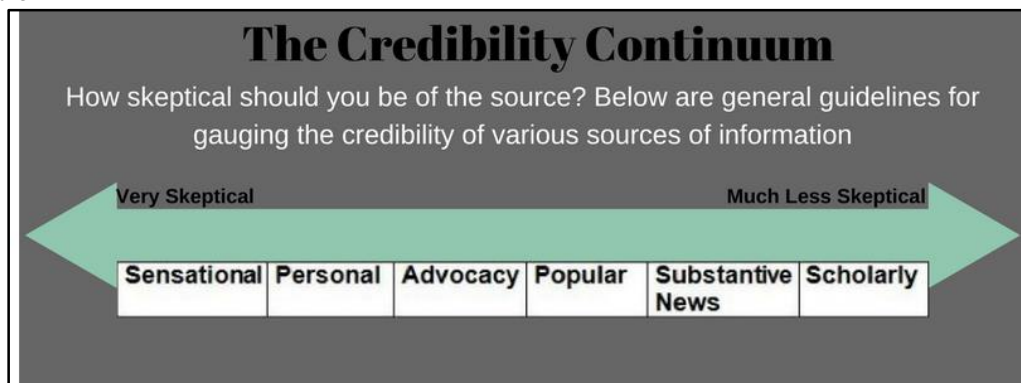 The Credibility Continuum
How skeptical should you be of the source? Below are general guidelines for
gauging the credibility of various sources of information
Very Skeptical Much Less Skeptical
Sensational Personal Advocacy Popular Substantive News Scholarly